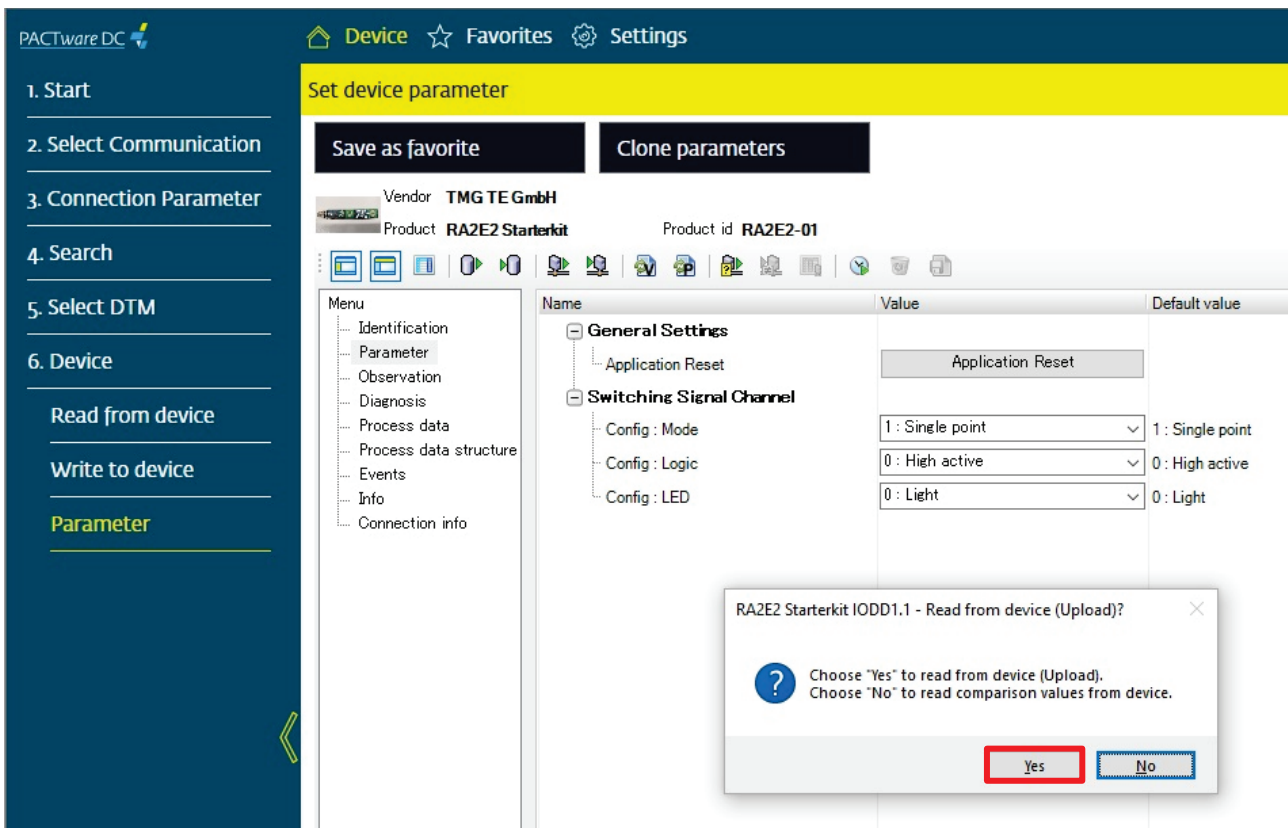 PACTware DC
Device Favorites Settings
1. Start
2. Select Communication
3. Connection Parameter
4. Search
5. Select DTM
6. Device
Read from device
Write to device
Parameter
Set device parameter
Save as favorite Clone parameters
Vendor TMG TE GmbH
Product RA2E2 Starterkit Product id RA2E2-01
Menu
Identification
Parameter
Observation
Diagnosis
Process data
Process data structure
Events
Info
Connection info
Name Value Default value
General Settings
Application Reset Application Reset
Switching Signal Channel
Config : Mode 1 : Single point 1 : Single point
Config : Logic 0 : High active 0 : High active
Config : LED 0 : Light 0 : Light
RA2E2 Starterkit IODD1.1 - Read from device (Upload)?
Choose "Yes" to read from device (Upload).
Choose "No" to read comparison values from device.
Yes No